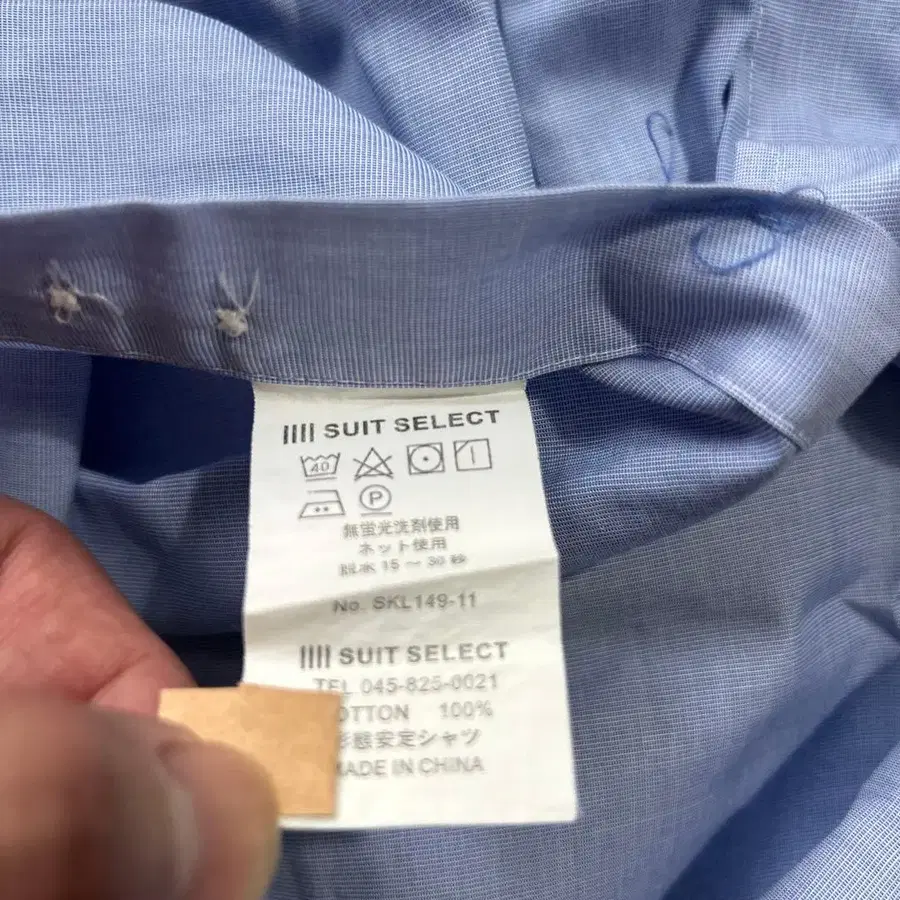 SUIT SELECT
40
P
無蛍光洗剤使用
ネット使用
脱水 15 〜 30 秒
No. SKL149-11
SUIT SELECT
TEL 045-825-0021
OTTON 100%
形態安定シャツ
MADE IN CHINA